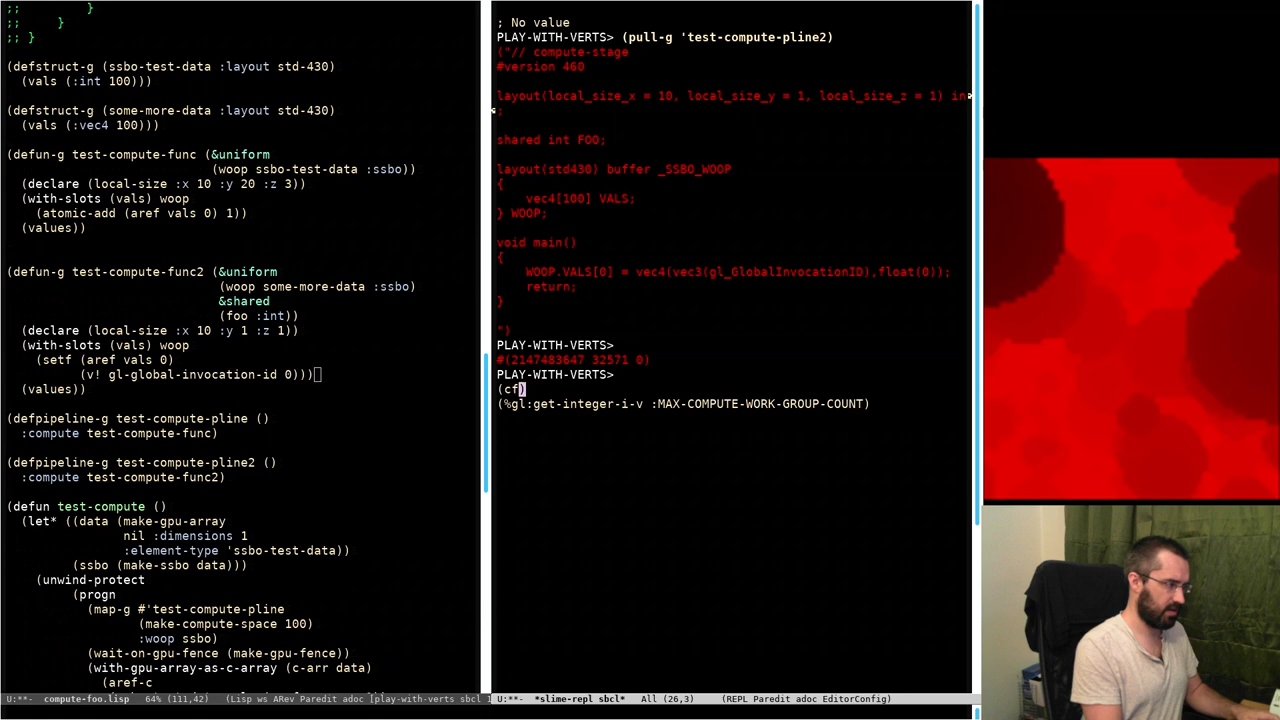 ;;         }
;;     }
;; }
(defstruct-g (ssbo-test-data :layout std-430)
  (vals (:int 100)))
(defstruct-g (some-more-data :layout std-430)
  (vals (:vec4 100)))
(defun-g test-compute-func (&uniform
                            (woop ssbo-test-data :ssbo))
  (declare (local-size :x 10 :y 20 :z 3))
  (with-slots (vals) woop
    (atomic-add (aref vals 0) 1))
  (values))
(defun-g test-compute-func2 (&uniform
                             (woop some-more-data :ssbo)
                             &shared
                             (foo :int))
  (declare (local-size :x 10 :y 1 :z 1))
  (with-slots (vals) woop
    (setf (aref vals 0)
          (v! gl-global-invocation-id 0)))
  (values))
(defpipeline-g test-compute-pline ()
  :compute test-compute-func)
(defpipeline-g test-compute-pline2 ()
  :compute test-compute-func2)
(defun test-compute ()
  (let* ((data (make-gpu-array
                nil :dimensions 1
                :element-type 'ssbo-test-data))
         (ssbo (make-ssbo data)))
    (unwind-protect
         (progn
           (map-g #'test-compute-pline
                  (make-compute-space 100)
                  :woop ssbo)
           (wait-on-gpu-fence (make-gpu-fence))
           (with-gpu-array-as-c-array (c-arr data)
             (aref-c
U:**-  compute-foo.lisp   64% (111,42)   (Lisp ws ARev Paredit adoc [play-with-verts sbcl 1
; No value
PLAY-WITH-VERTS> (pull-g 'test-compute-pline2)
("// compute-stage
#version 460
layout(local_size_x = 10, local_size_y = 1, local_size_z = 1) in
;
shared int FOO;
layout(std430) buffer _SSBO_WOOP
{
    vec4[100] VALS;
} WOOP;
void main()
{
    WOOP.VALS[0] = vec4(vec3(gl_GlobalInvocationID),float(0));
    return;
}
")
PLAY-WITH-VERTS>
#(2147483647 32571 0)
PLAY-WITH-VERTS>
(cf)
(%gl:get-integer-i-v :MAX-COMPUTE-WORK-GROUP-COUNT)
U:**-  *slime-repl sbcl*   All (26,3)     (REPL Paredit adoc EditorConfig)